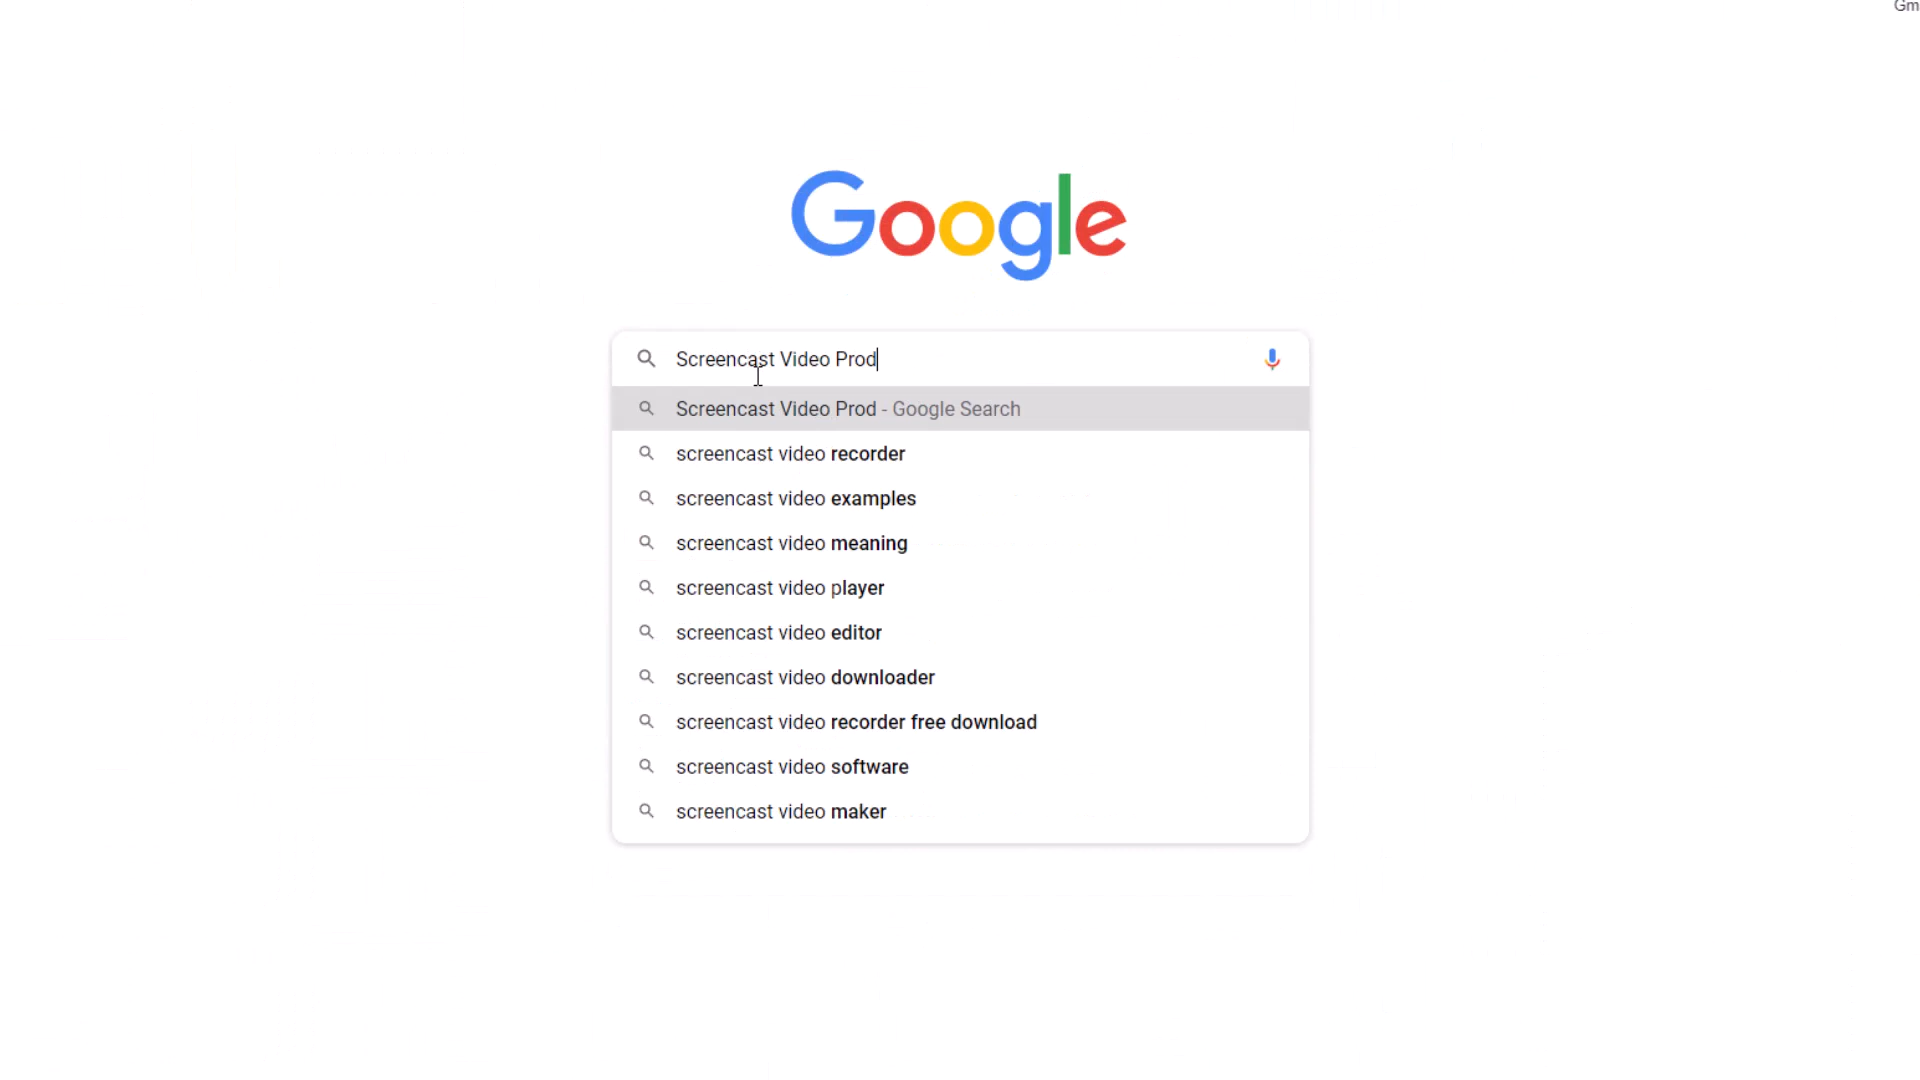 Gm
Google
Screencast Video Prod
Screencast Video Prod - Google Search
screencast video recorder
screencast video examples
screencast video meaning
screencast video player
screencast video editor
screencast video downloader
screencast video recorder free download
screencast video software
screencast video maker